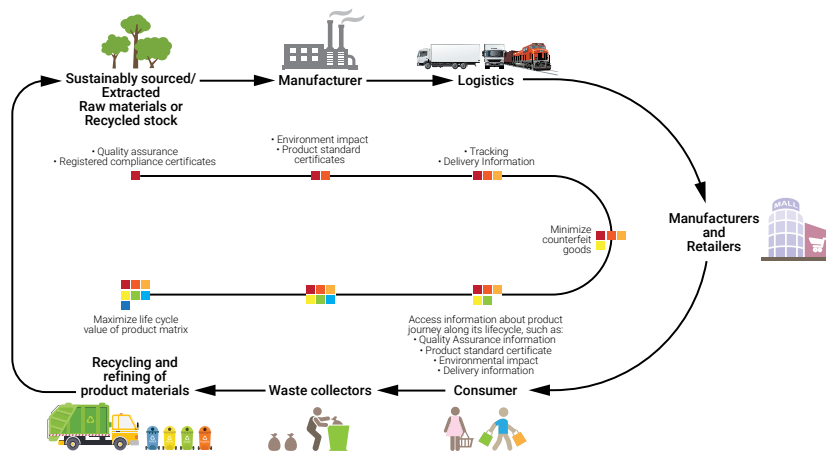 Sustainably sourced/
Extracted
Raw materials or
Recycled stock
Manufacturer
Logistics
• Quality assurance
• Registered compliance certificates
• Environment impact
• Product standard
certificates
• Tracking
• Delivery Information
MALL
Manufacturers
and
Retailers
Minimize
counterfeit
goods
Maximize life cycle
value of product matrix
Access information about product
journey along its lifecycle, such as:
• Quality Assurance information
• Product standard certificate
• Environmental impact
• Delivery information
Recycling and
refining of
product materials
Waste collectors
Consumer